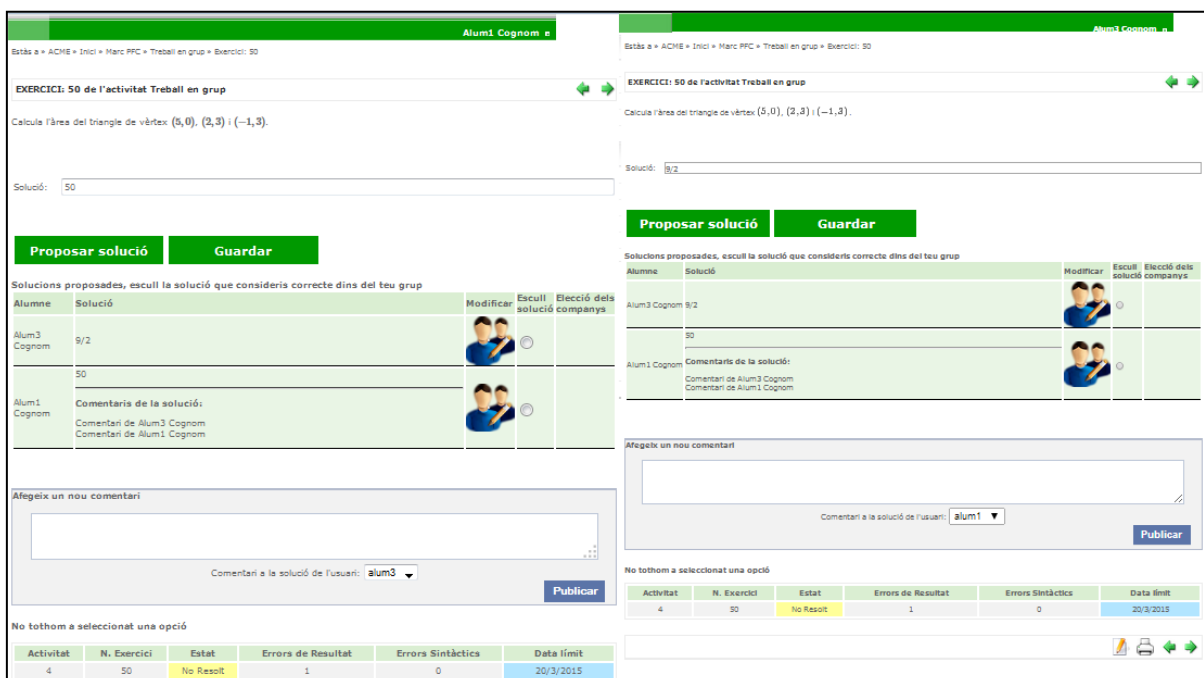 Alum1 Cognom
Estàs a » ACME » Inici » Marc PFC » Treball en grup » Exercici: 50
EXERCICI: 50 de l'activitat Treball en grup
Calcula l'àrea del triangle de vèrtex (5,0), (2,3) i (−1,3).
Solució: 50
Proposar solució Guardar
Solucions proposades, escull la solució que consideris correcte dins del teu grup
Alumne Solució Modificar Escull solució Elecció dels companys
Alum3 Cognom 9/2
Alum1 Cognom 50
Comentaris de la solució:
Comentari de Alum3 Cognom
Comentari de Alum1 Cognom
Afegeix un nou comentari
Comentari a la solució de l'usuari: alum3
Publicar
No tothom a seleccionat una opció
Activitat N. Exercici Estat Errors de Resultat Errors Sintàctics Data límit
4 50 No Resolt 1 0 20/3/2015
Alum3 Cognom
Estàs a » ACME » Inici » Marc PFC » Treball en grup » Exercici: 50
EXERCICI: 50 de l'activitat Treball en grup
Calcula l'àrea del triangle de vèrtex (5,0), (2,3) i (−1,3).
Solució: 9/2
Proposar solució Guardar
Solucions proposades, escull la solució que consideris correcte dins del teu grup
Alumne Solució Modificar Escull solució Elecció dels companys
Alum3 Cognom 9/2
Alum1 Cognom 50
Comentaris de la solució:
Comentari de Alum3 Cognom
Comentari de Alum1 Cognom
Afegeix un nou comentari
Comentari a la solució de l'usuari: alum1
Publicar
No tothom a seleccionat una opció
Activitat N. Exercici Estat Errors de Resultat Errors Sintàctics Data límit
4 50 No Resolt 1 0 20/3/2015